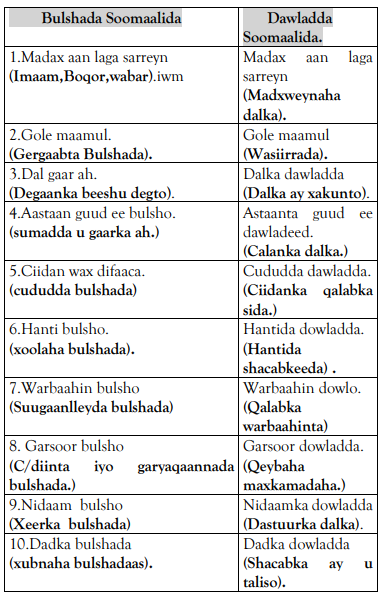 Bulshada Soomaalida
Dawladda
Soomaalida.
1.Madax aan laga sarreyn
(Imaam,Boqor,wabar).iwm
Madax aan laga
sarreyn
(Madxweynaha
dalka).
2.Gole maamul.
(Gergaabta Bulshada).
Gole maamul
(Wasiirrada).
3.Dal gaar ah.
(Degaanka beeshu degto).
Dalka dawladda
(Dalka ay xakunto).
4.Aastaan guud ee bulsho.
(sumadda u gaarka ah.)
Astaanta guud ee
dawladeed.
(Calanka dalka.)
5.Ciidan wax difaaca.
(cududda bulshada)
Cududda dawladda.
(Ciidanka qalabka
sida.)
6.Hanti bulsho.
(xoolaha bulshada).
Hantida dowladda.
(Hantida
shacabkeeda) .
7.Warbaahin bulsho
(Suugaanlleyda bulshada)
Warbaahin dowlo.
(Qalabka
warbaahinta)
8. Garsoor bulsho
(C/diinta iyo garyaqaannada
bulshada.)
Garsoor dowladda.
(Qeybaha
maxkamadaha.)
9.Nidaam bulsho
(Xeerka bulshada)
Nidaamka dowladda
(Dastuurka dalka).
10.Dadka bulshada
(xubnaha bulshadaas).
Dadka dowladda
(Shacabka ay u
taliso).